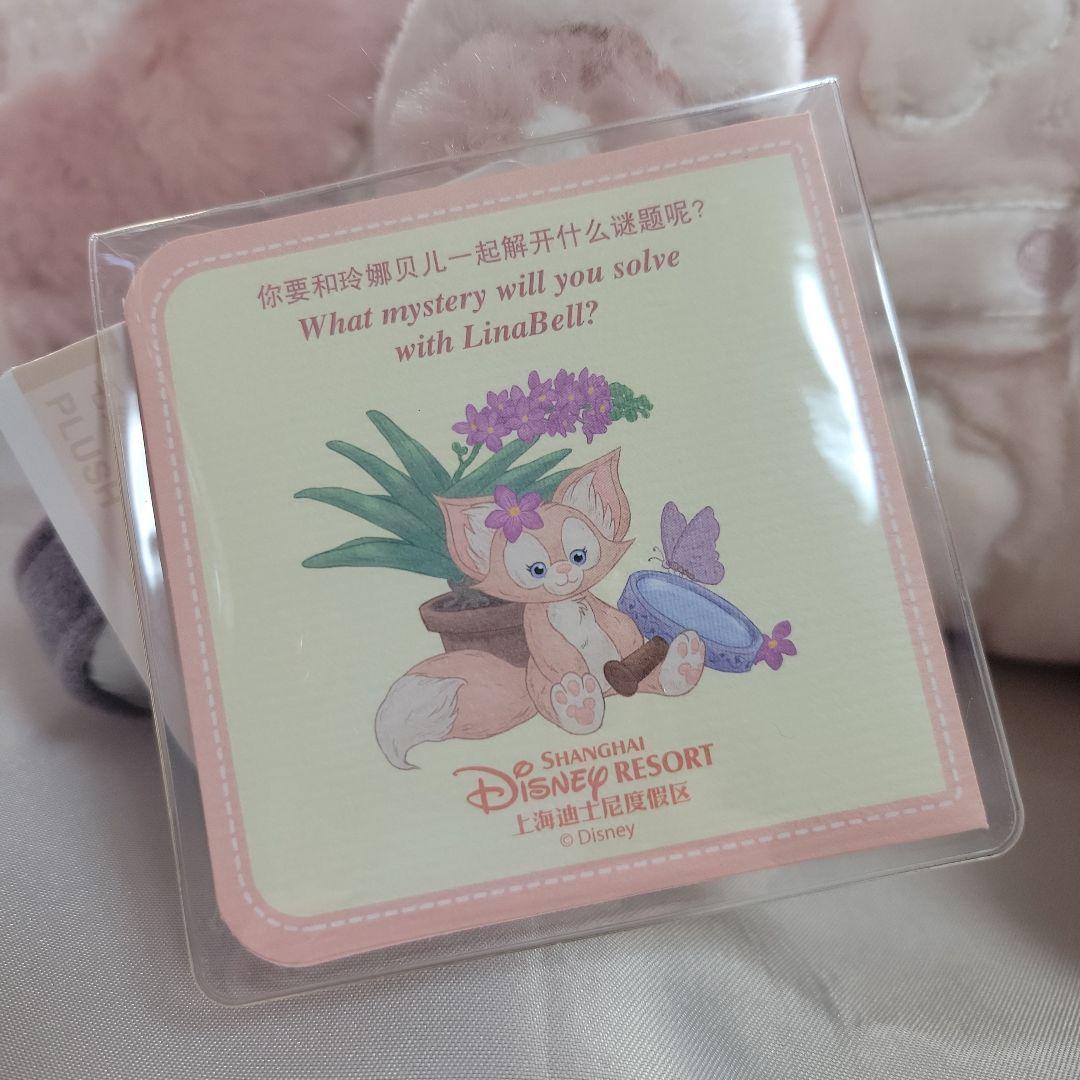 你要和玲娜贝儿一起解开什么谜题呢?
What mystery will you solve
with LinaBell?
SHANGHAI
DISNEY RESORT
上海迪士尼度假区
© Disney
PLUSH